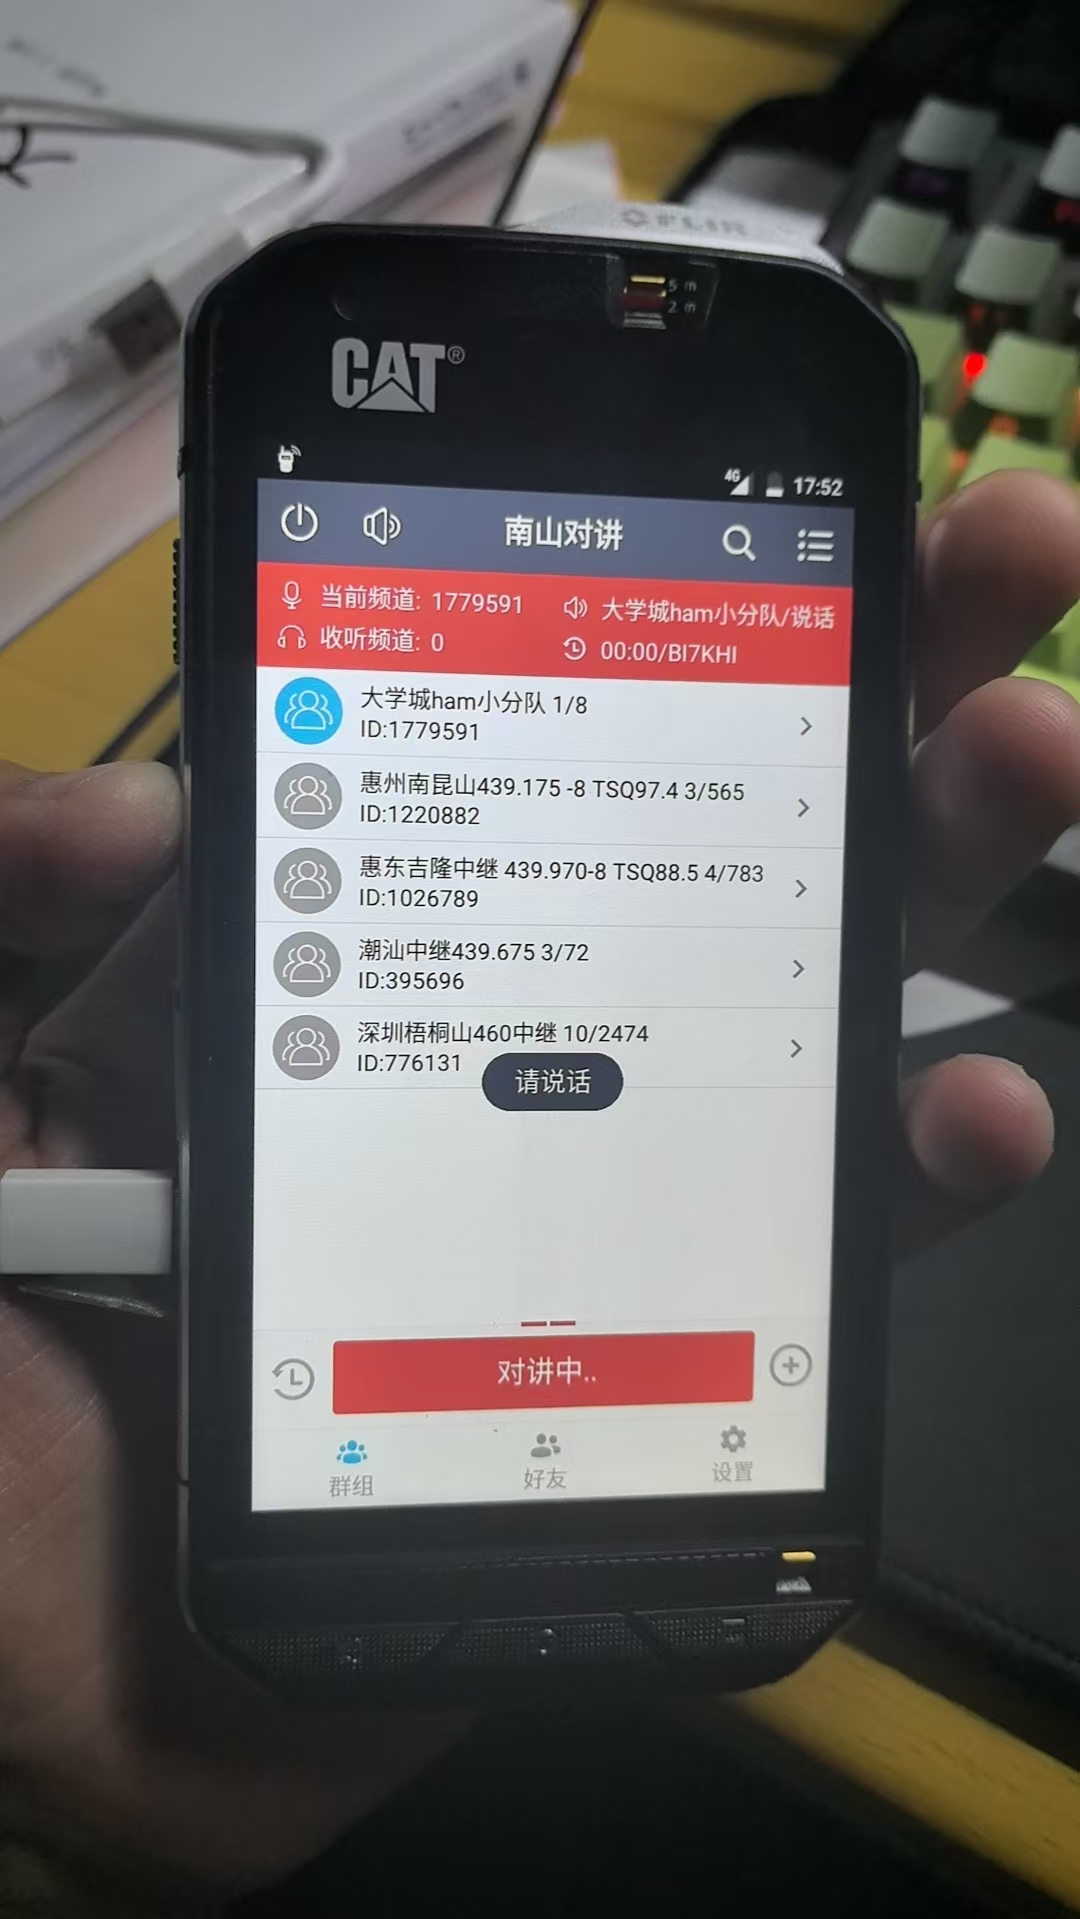 FLIR
5 m
2 m
CAT®
4G 17:52
南山对讲
当前频道: 1779591
大学城ham小分队/说话
收听频道: 0
00:00/BI7KHI
大学城ham小分队 1/8
ID:1779591
惠州南昆山439.175 -8 TSQ97.4 3/565
ID:1220882
惠东吉隆中继 439.970-8 TSQ88.5 4/783
ID:1026789
潮汕中继439.675 3/72
ID:395696
深圳梧桐山460中继 10/2474
ID:776131
请说话
对讲中..
群组
好友
设置